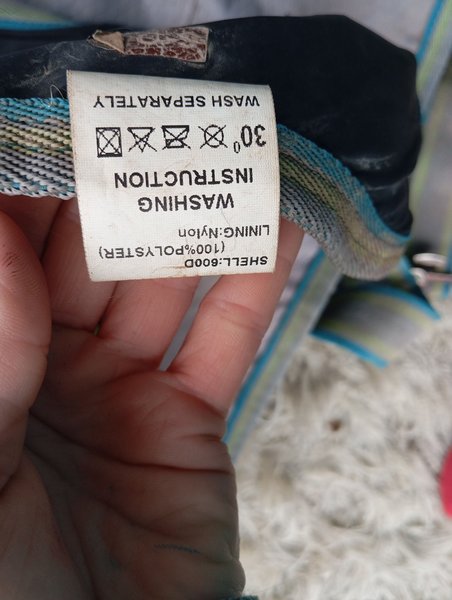 SHELL:600D
(100%POLYSTER)
LINING:Nylon
WASHING
INSTRUCTION
30°
WASH SEPARATELY